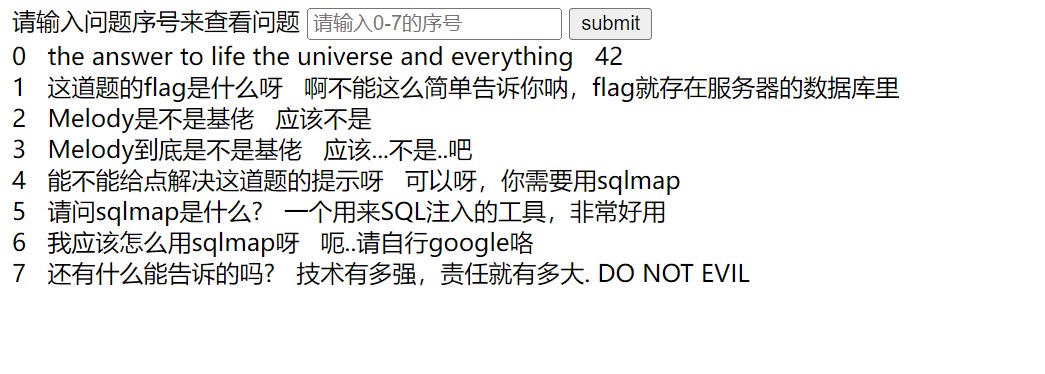 请输入问题序号来查看问题 请输入0-7的序号 submit
0 the answer to life the universe and everything 42
1 这道题的flag是什么呀 啊不能这么简单告诉你呐，flag就存在服务器的数据库里
2 Melody是不是基佬 应该不是
3 Melody到底是不是基佬 应该...不是..吧
4 能不能给点解决这道题的提示呀 可以呀，你需要用sqlmap
5 请问sqlmap是什么? 一个用来SQL注入的工具，非常好用
6 我应该怎么用sqlmap呀 呃..请自行google咯
7 还有什么能告诉的吗? 技术有多强，责任就有多大. DO NOT EVIL